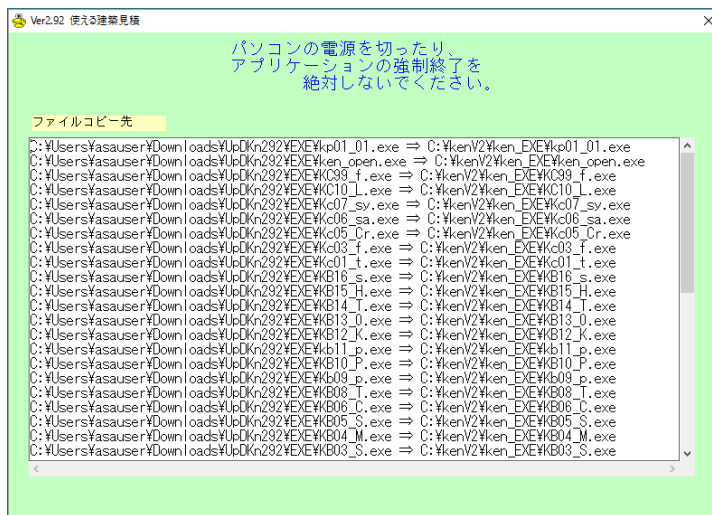 Ver2.92 使える建築見積
パソコンの電源を切ったり、
アプリケーションの強制終了を
絶対しないでください。
ファイルコピー先
C:¥Users¥asauser¥Downloads¥UpDKn292¥EXE¥kp01_01.exe ⇒ C:¥kenV2¥ken_EXE¥kp01_01.exe
C:¥Users¥asauser¥Downloads¥UpDKn292¥EXE¥ken_open.exe ⇒ C:¥kenV2¥ken_EXE¥ken_open.exe
C:¥Users¥asauser¥Downloads¥UpDKn292¥EXE¥KC99_f.exe ⇒ C:¥kenV2¥ken_EXE¥KC99_f.exe
C:¥Users¥asauser¥Downloads¥UpDKn292¥EXE¥KC10_L.exe ⇒ C:¥kenV2¥ken_EXE¥KC10_L.exe
C:¥Users¥asauser¥Downloads¥UpDKn292¥EXE¥Kc07_sy.exe ⇒ C:¥kenV2¥ken_EXE¥Kc07_sy.exe
C:¥Users¥asauser¥Downloads¥UpDKn292¥EXE¥Kc06_sa.exe ⇒ C:¥kenV2¥ken_EXE¥Kc06_sa.exe
C:¥Users¥asauser¥Downloads¥UpDKn292¥EXE¥Kc05_Cr.exe ⇒ C:¥kenV2¥ken_EXE¥Kc05_Cr.exe
C:¥Users¥asauser¥Downloads¥UpDKn292¥EXE¥Kc03_f.exe ⇒ C:¥kenV2¥ken_EXE¥Kc03_f.exe
C:¥Users¥asauser¥Downloads¥UpDKn292¥EXE¥Kc01_t.exe ⇒ C:¥kenV2¥ken_EXE¥Kc01_t.exe
C:¥Users¥asauser¥Downloads¥UpDKn292¥EXE¥KB16_s.exe ⇒ C:¥kenV2¥ken_EXE¥KB16_s.exe
C:¥Users¥asauser¥Downloads¥UpDKn292¥EXE¥KB15_H.exe ⇒ C:¥kenV2¥ken_EXE¥KB15_H.exe
C:¥Users¥asauser¥Downloads¥UpDKn292¥EXE¥KB14_T.exe ⇒ C:¥kenV2¥ken_EXE¥KB14_T.exe
C:¥Users¥asauser¥Downloads¥UpDKn292¥EXE¥KB13_O.exe ⇒ C:¥kenV2¥ken_EXE¥KB13_O.exe
C:¥Users¥asauser¥Downloads¥UpDKn292¥EXE¥KB12_K.exe ⇒ C:¥kenV2¥ken_EXE¥KB12_K.exe
C:¥Users¥asauser¥Downloads¥UpDKn292¥EXE¥kb11_p.exe ⇒ C:¥kenV2¥ken_EXE¥kb11_p.exe
C:¥Users¥asauser¥Downloads¥UpDKn292¥EXE¥KB10_P.exe ⇒ C:¥kenV2¥ken_EXE¥KB10_P.exe
C:¥Users¥asauser¥Downloads¥UpDKn292¥EXE¥Kb09_p.exe ⇒ C:¥kenV2¥ken_EXE¥Kb09_p.exe
C:¥Users¥asauser¥Downloads¥UpDKn292¥EXE¥KB08_T.exe ⇒ C:¥kenV2¥ken_EXE¥KB08_T.exe
C:¥Users¥asauser¥Downloads¥UpDKn292¥EXE¥KB06_C.exe ⇒ C:¥kenV2¥ken_EXE¥KB06_C.exe
C:¥Users¥asauser¥Downloads¥UpDKn292¥EXE¥KB05_S.exe ⇒ C:¥kenV2¥ken_EXE¥KB05_S.exe
C:¥Users¥asauser¥Downloads¥UpDKn292¥EXE¥KB04_M.exe ⇒ C:¥kenV2¥ken_EXE¥KB04_M.exe
C:¥Users¥asauser¥Downloads¥UpDKn292¥EXE¥KB03_S.exe ⇒ C:¥kenV2¥ken_EXE¥KB03_S.exe